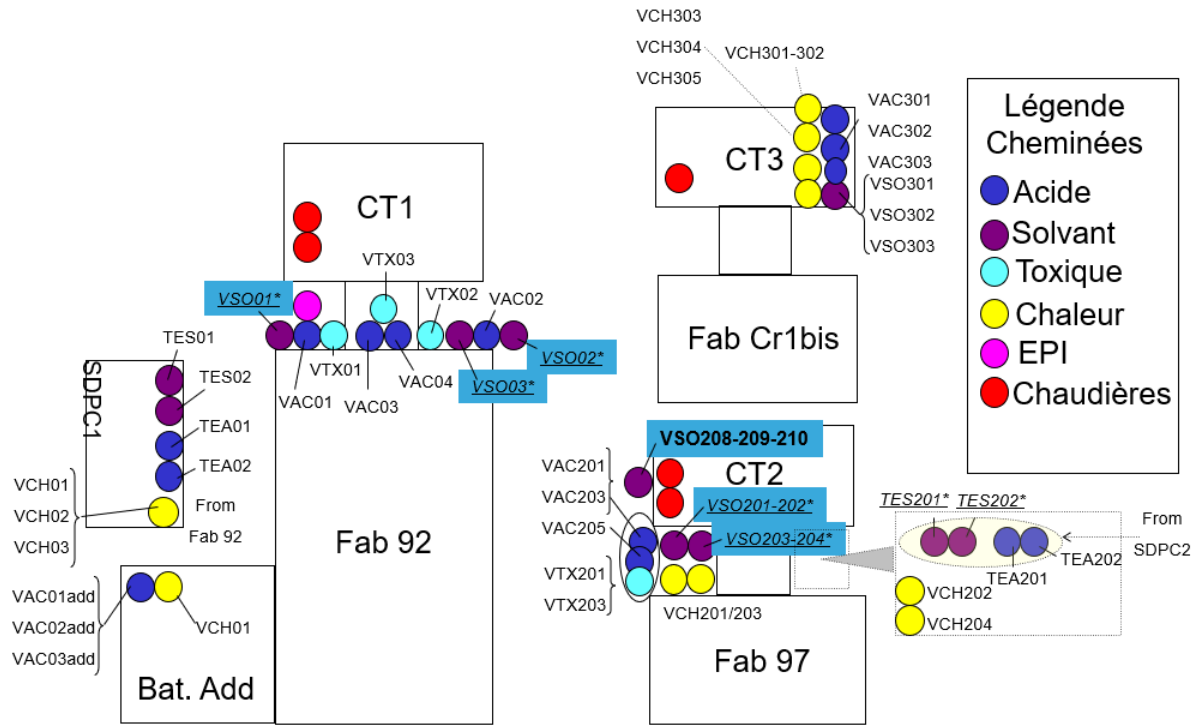 VCH303
VCH304
VCH305
VCH301-302
CT3
VAC301
VAC302
VAC303
VSO301
VSO302
VSO303
Fab Cr1bis
Légende
Cheminées
Acide
Solvant
Toxique
Chaleur
EPI
Chaudières
CT1
VTX03
VSO01*
VTX02
VAC02
VTX01
VAC04
VSO03*
VSO02*
VAC01
VAC03
SDPC1
TES01
TES02
TEA01
TEA02
VCH01
VCH02
VCH03
From
Fab 92
Fab 92
VAC01add
VAC02add
VAC03add
VCH01
Bat. Add
VSO208-209-210
CT2
VAC201
VAC203
VAC205
VTX201
VTX203
VSO201-202*
VSO203-204*
VCH201/203
Fab 97
TES201*
TES202*
From
SDPC2
TEA202
TEA201
VCH202
VCH204